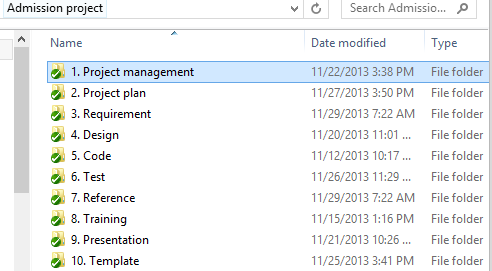 Admission project
Search Admissio...
Name Date modified Type
1. Project management 11/22/2013 3:38 PM File folder
2. Project plan 11/27/2013 3:50 PM File folder
3. Requirement 11/29/2013 7:22 AM File folder
4. Design 11/20/2013 11:01 ... File folder
5. Code 11/12/2013 10:17 ... File folder
6. Test 11/26/2013 11:29 ... File folder
7. Reference 11/29/2013 7:22 AM File folder
8. Training 11/15/2013 1:16 PM File folder
9. Presentation 11/21/2013 10:26 ... File folder
10. Template 11/25/2013 3:41 PM File folder